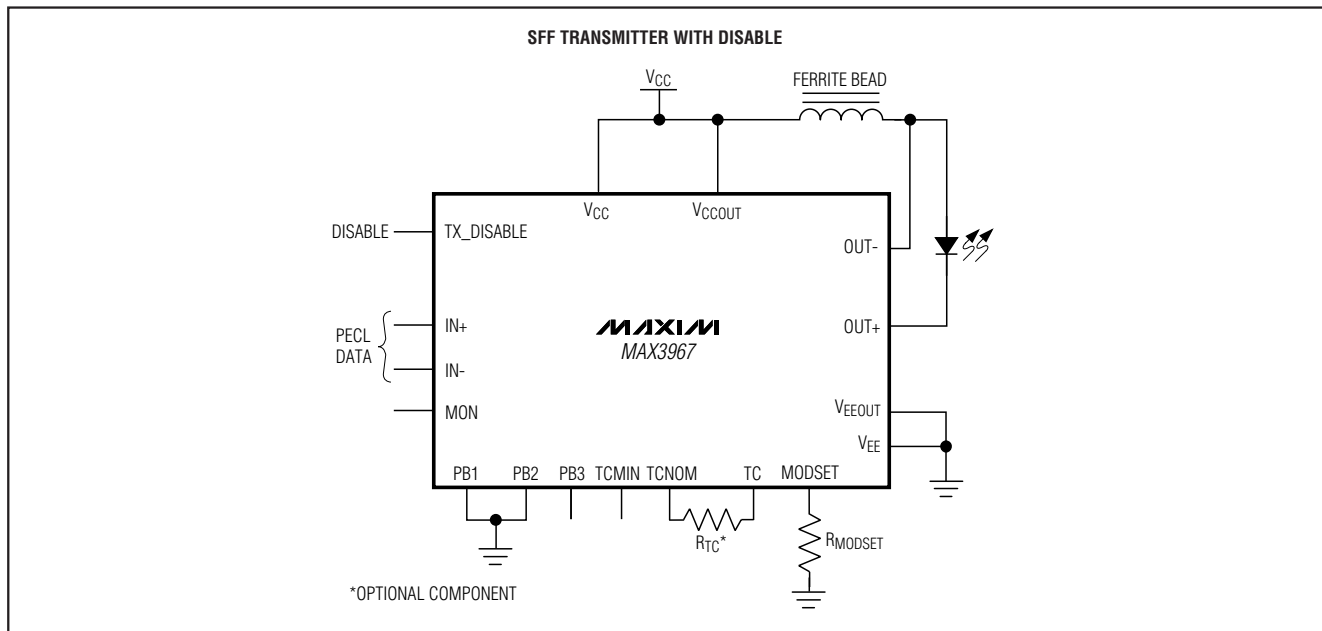 SFF TRANSMITTER WITH DISABLE
VCC
FERRITE BEAD
VCC
VCCOUT
DISABLE
TX_DISABLE
OUT-
PECL
DATA
IN+
IN-
MAXIM
MAX3967
OUT+
MON
VEEOUT
VEE
PB1
PB2
PB3
TCMIN
TCNOM
TC
MODSET
RTC*
RMODSET
*OPTIONAL COMPONENT